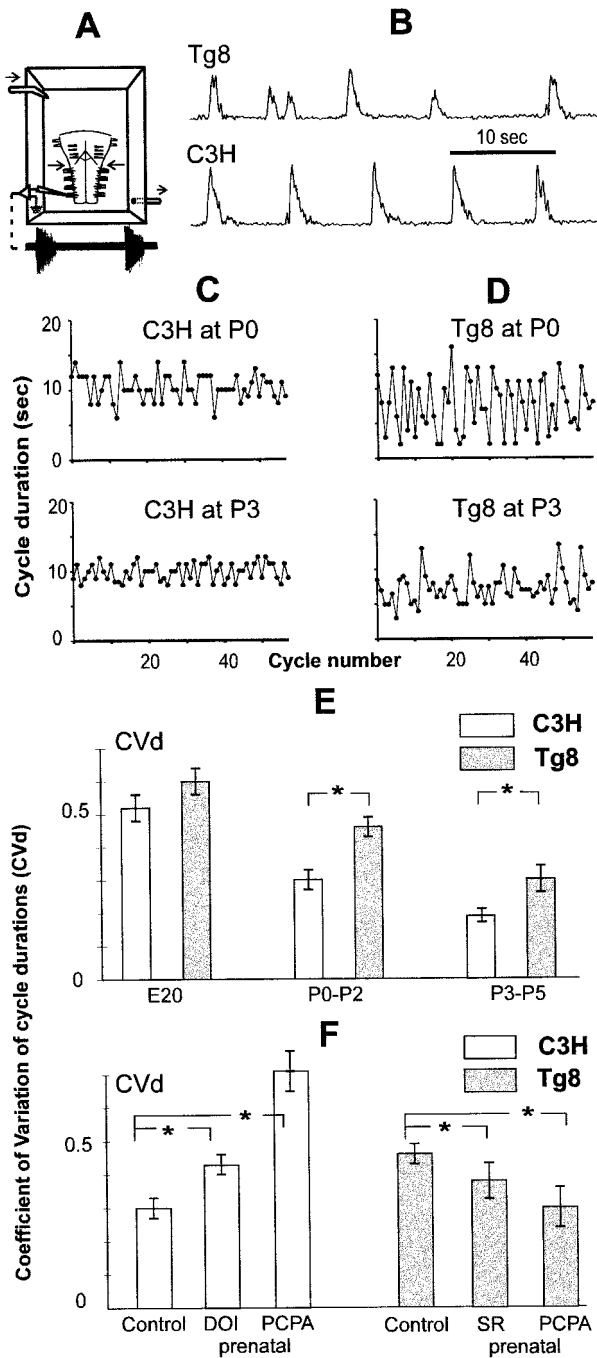 A
B
Tg8
10 sec
C3H
C
D
C3H at P0
Tg8 at P0
20
10
0
C3H at P3
Tg8 at P3
20
10
0
Cycle duration (sec)
20
40
Cycle number
20
40
E
CVd
C3H
Tg8
0.5
*
*
0
E20
P0-P2
P3-P5
F
CVd
C3H
Tg8
0.5
*
*
*
*
0
Control
DOI
PCPA
prenatal
Control
SR
PCPA
prenatal
Coefficient of Variation of cycle durations (CVd)